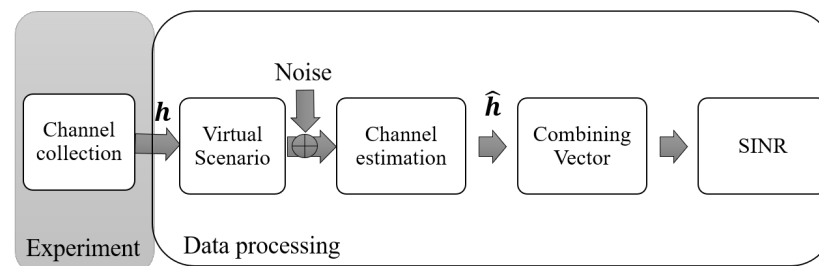 Noise
h
ĥ
Channel
collection
Virtual
Scenario
Channel
estimation
Combining
Vector
SINR
Experiment
Data processing